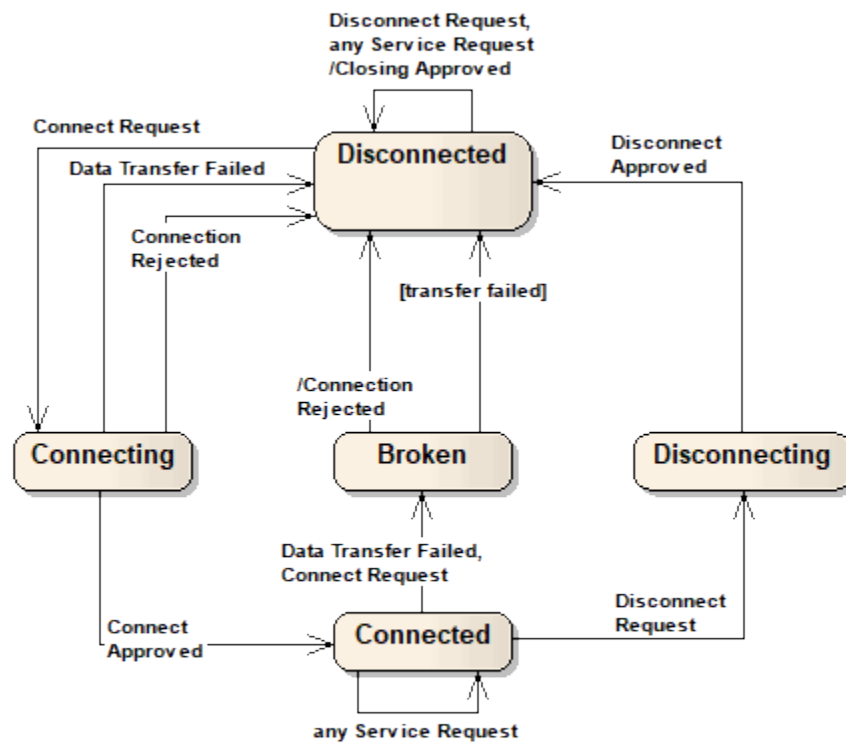 Disconnect Request,
any Service Request
/Closing Approved
Connect Request
Disconnected
Disconnect
Approved
Data Transfer Failed
Connection
Rejected
[transfer failed]
/Connection
Rejected
Connecting
Broken
Disconnecting
Data Transfer Failed,
Connect Request
Disconnect
Request
Connect
Approved
Connected
any Service Request